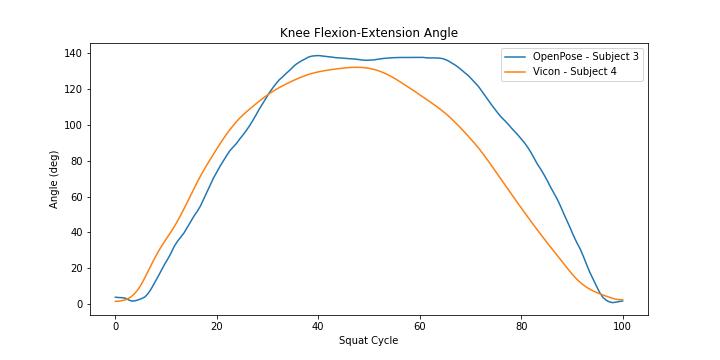 Knee Flexion-Extension Angle
OpenPose - Subject 3
Vicon - Subject 4
Angle (deg)
140
120
100
80
60
40
20
0
0 20 40 60 80 100
Squat Cycle